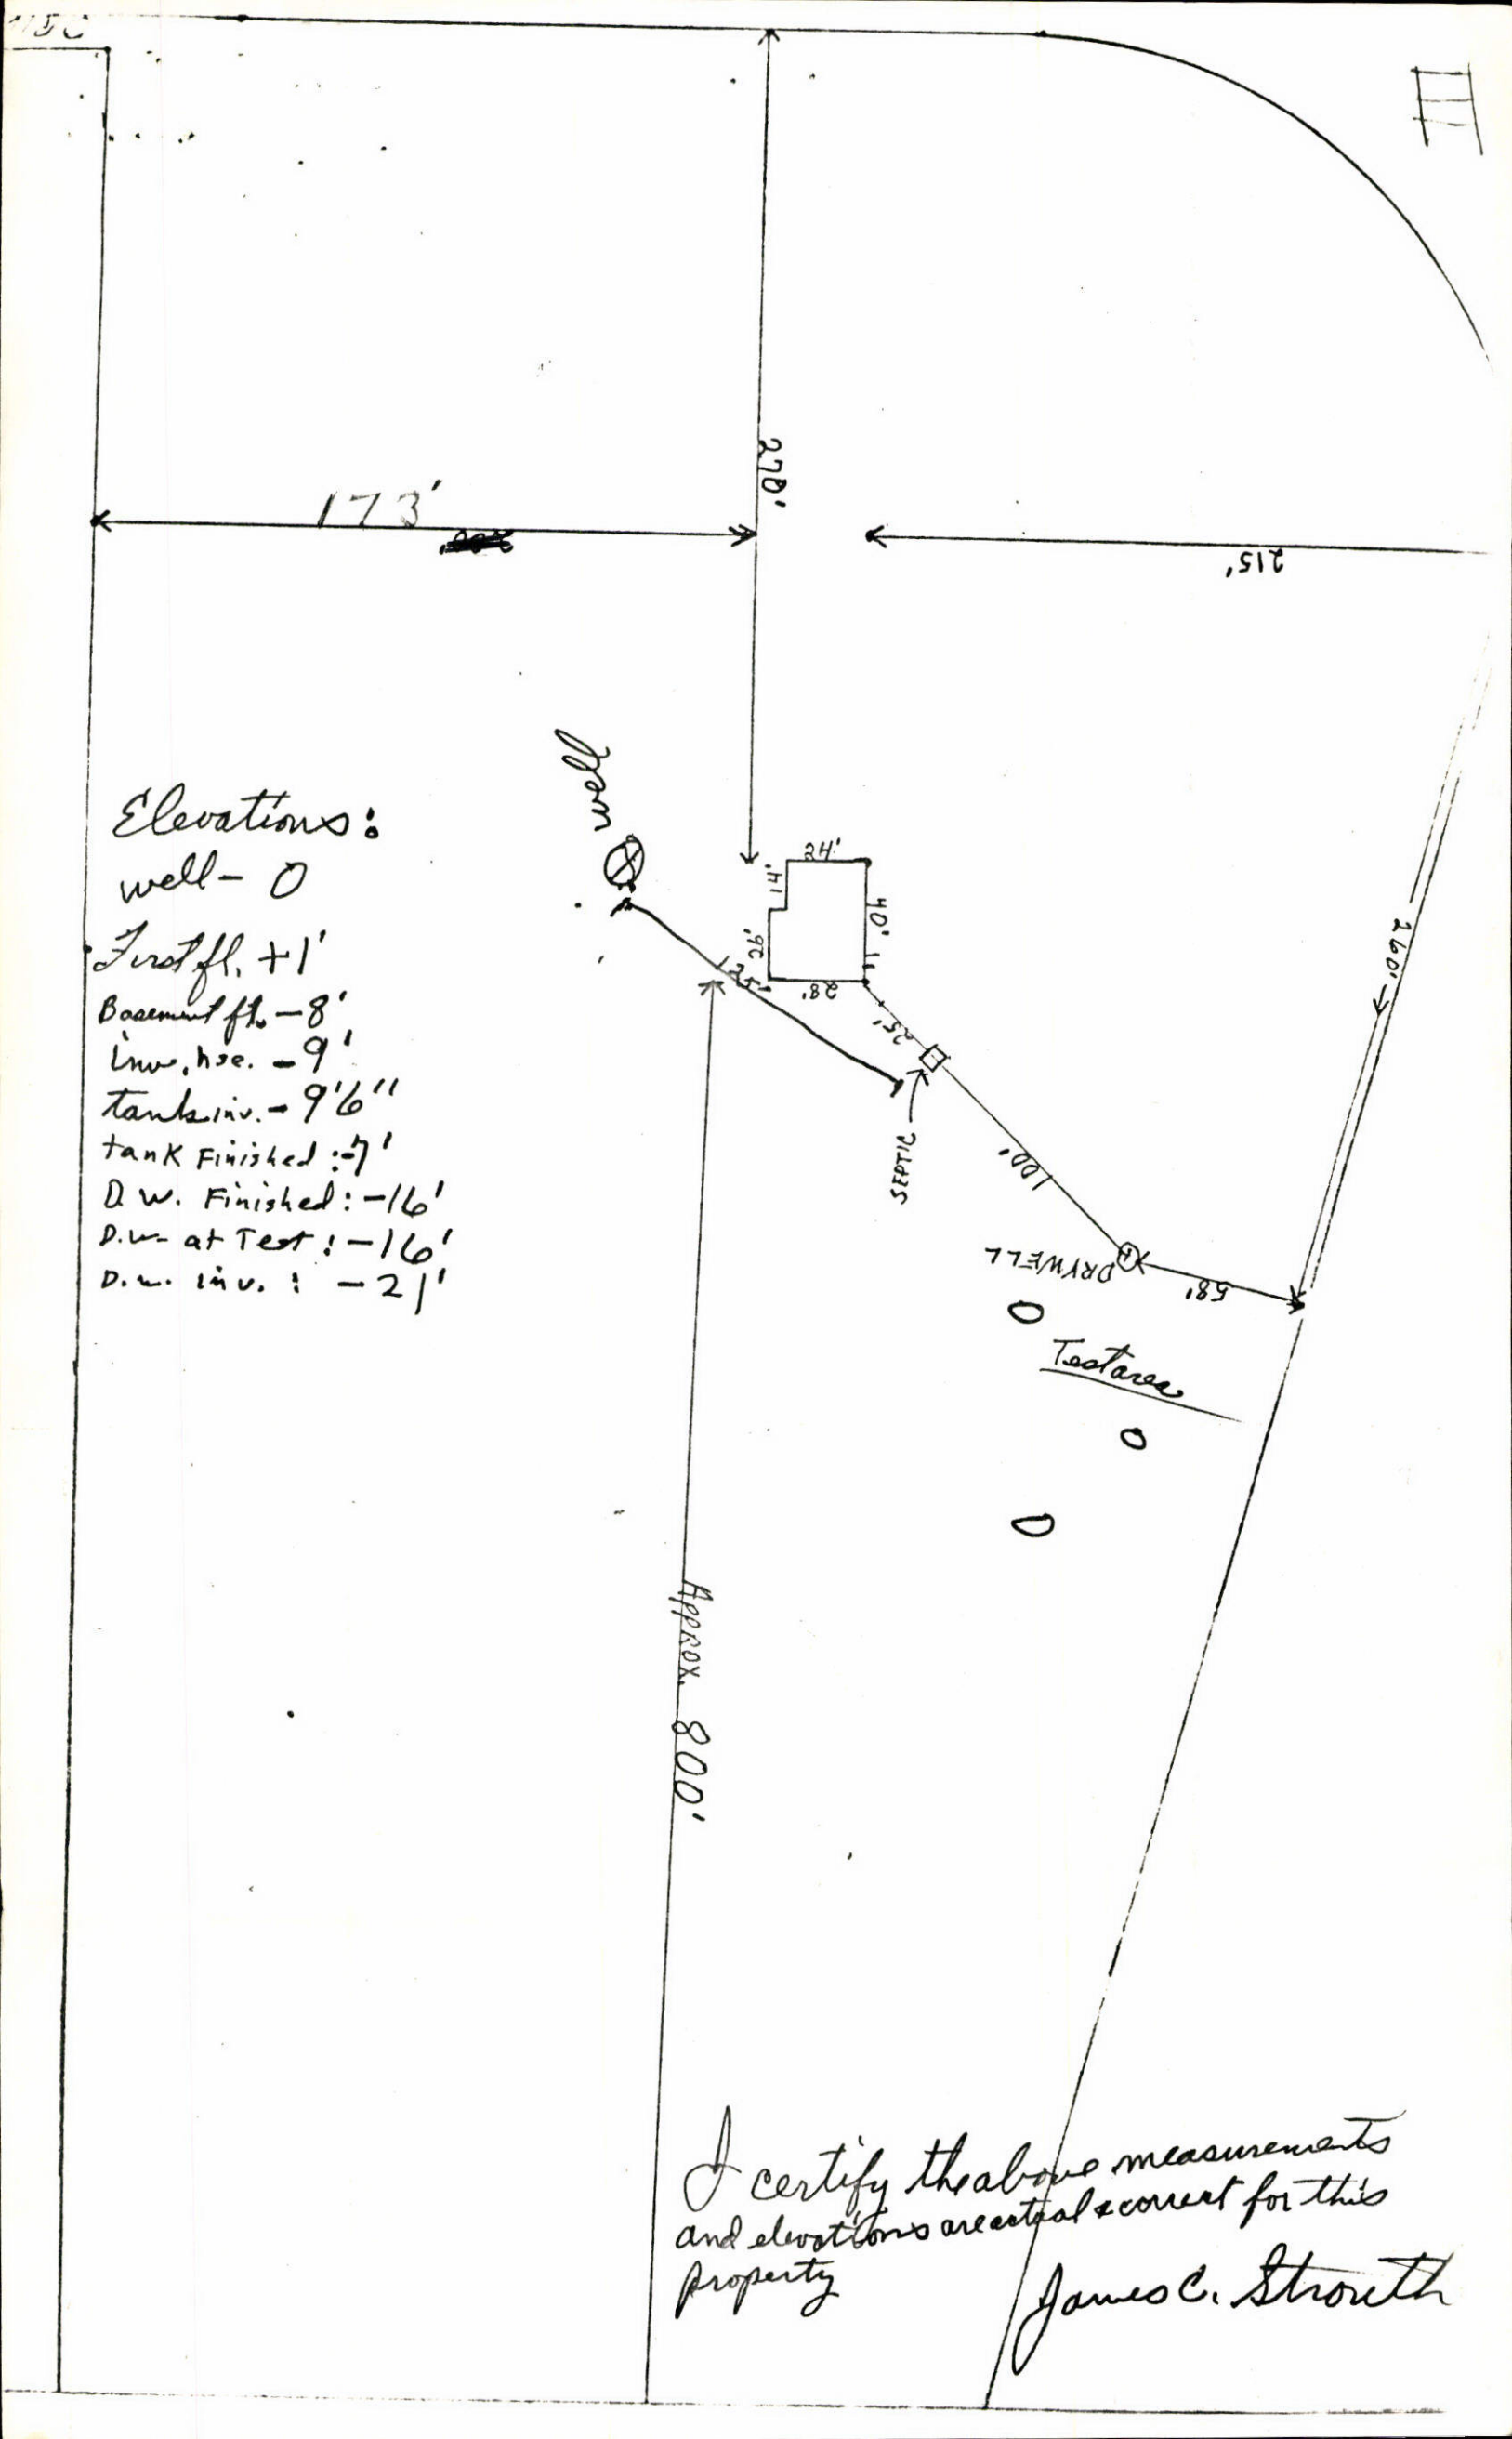 270'
173'
215'
well
Elevations:
well - 0
First fl. +1'
Basement fl. -8'
inv. hse. -9'
tank inv. - 9'6"
tank Finished :-7'
D.W. Finished: -16'
D.W. at Test: -16'
D.W. inv. : -21'
24'
14'
40'
26'
28'
125'
25'
260'
SEPTIC
100'
DRYWELL
58'
Test area
Approx. 800'
I certify the above measurements
and elevations are actual & correct for this
property
James C. Strouth